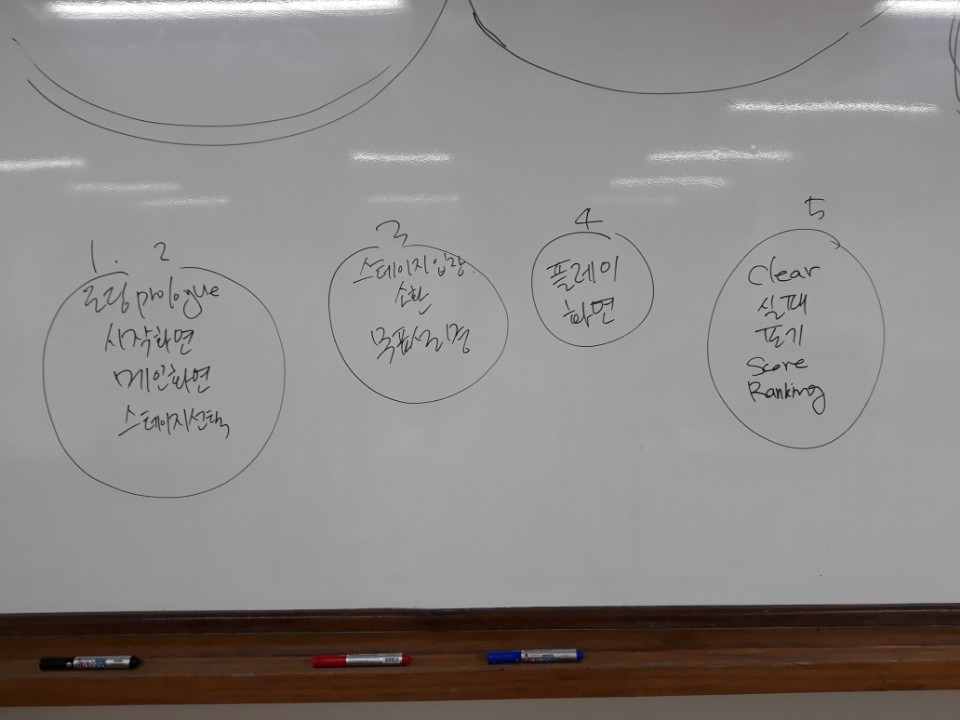 1. 2
로딩 prologue
시작화면
메인화면
스테이지선택
3
스테이지 입장
소환
목표설명
4
플레이
화면
5
Clear
실패
포기
Score
Ranking